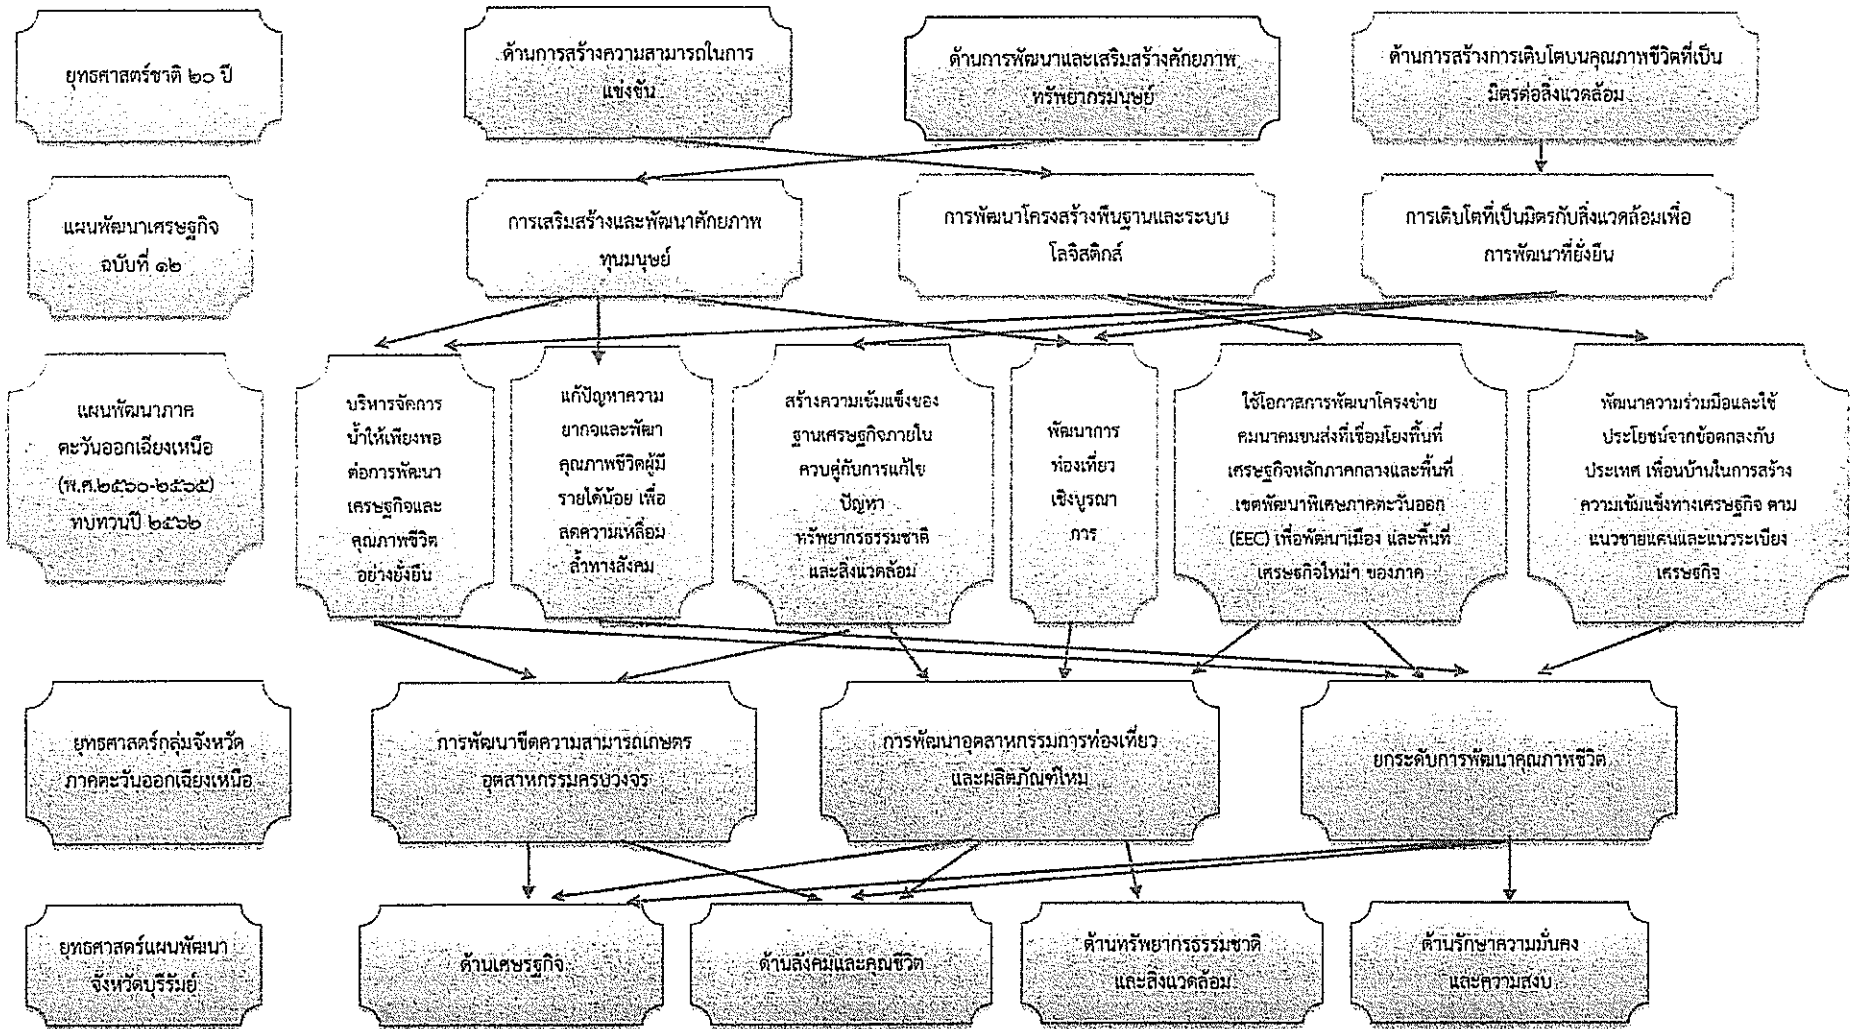 ยุทธศาสตร์ชาติ ๒๐ ปี
ด้านการสร้างความสามารถในการ
แข่งขัน
ด้านการพัฒนาและเสริมสร้างศักยภาพ
ทรัพยากรมนุษย์
ด้านการสร้างการเติบโตบนคุณภาพชีวิตที่เป็น
มิตรต่อสิ่งแวดล้อม
แผนพัฒนาเศรษฐกิจ
ฉบับที่ ๑๒
การเสริมสร้างและพัฒนาศักยภาพ
ทุนมนุษย์
การพัฒนาโครงสร้างพื้นฐานและระบบ
โลจิสติกส์
การเติบโตที่เป็นมิตรกับสิ่งแวดล้อมเพื่อ
การพัฒนาที่ยั่งยืน
แผนพัฒนาภาค
ตะวันออกเฉียงเหนือ
(พ.ศ.๒๕๖๐-๒๕๖๕)
ทบทวนปี ๒๕๖๒
บริหารจัดการ
น้ำให้เพียงพอ
ต่อการพัฒนา
เศรษฐกิจและ
คุณภาพชีวิต
อย่างยั่งยืน
แก้ปัญหาความ
ยากจและพัฒา
คุณภาพชีวิตผู้มี
รายได้น้อย เพื่อ
ลดความเหลื่อม
ล้ำทางสังคม
สร้างความเข้มแข็งของ
ฐานเศรษฐกิจภายใน
ควบคู่กับการแก้ไข
ปัญหา
ทรัพยากรธรรมชาติ
และสิ่งแวดล้อม
พัฒนาการ
ท่องเที่ยว
เชิงบูรณา
การ
ใช้โอกาสการพัฒนาโครงข่าย
คมนาคมขนส่งที่เชื่อมโยงพื้นที่
เศรษฐกิจหลักภาคกลางและพื้นที่
เขตพัฒนาพิเศษภาคตะวันออก
(EEC) เพื่อพัฒนาเมือง และพื้นที่
เศรษฐกิจใหม่ๆ ของภาค
พัฒนาความร่วมมือและใช้
ประโยชน์จากข้อตกลงกับ
ประเทศ เพื่อนบ้านในการสร้าง
ความเข้มแข็งทางเศรษฐกิจ ตาม
แนวชายแดนและแนวระเบียง
เศรษฐกิจ
ยุทธศาสตร์กลุ่มจังหวัด
ภาคตะวันออกเฉียงเหนือ
การพัฒนาขีดความสามารถเกษตร
อุตสาหกรรมครบวงจร
การพัฒนาอุตสาหกรรมการท่องเที่ยว
และผลิตภัณฑ์ไหม
ยกระดับการพัฒนาคุณภาพชีวิต
ยุทธศาสตร์แผนพัฒนา
จังหวัดบุรีรัมย์
ด้านเศรษฐกิจ
ด้านสังคมและคุณชีวิต
ด้านทรัพยากรธรรมชาติ
และสิ่งแวดล้อม
ด้านรักษาความมั่นคง
และความสงบ